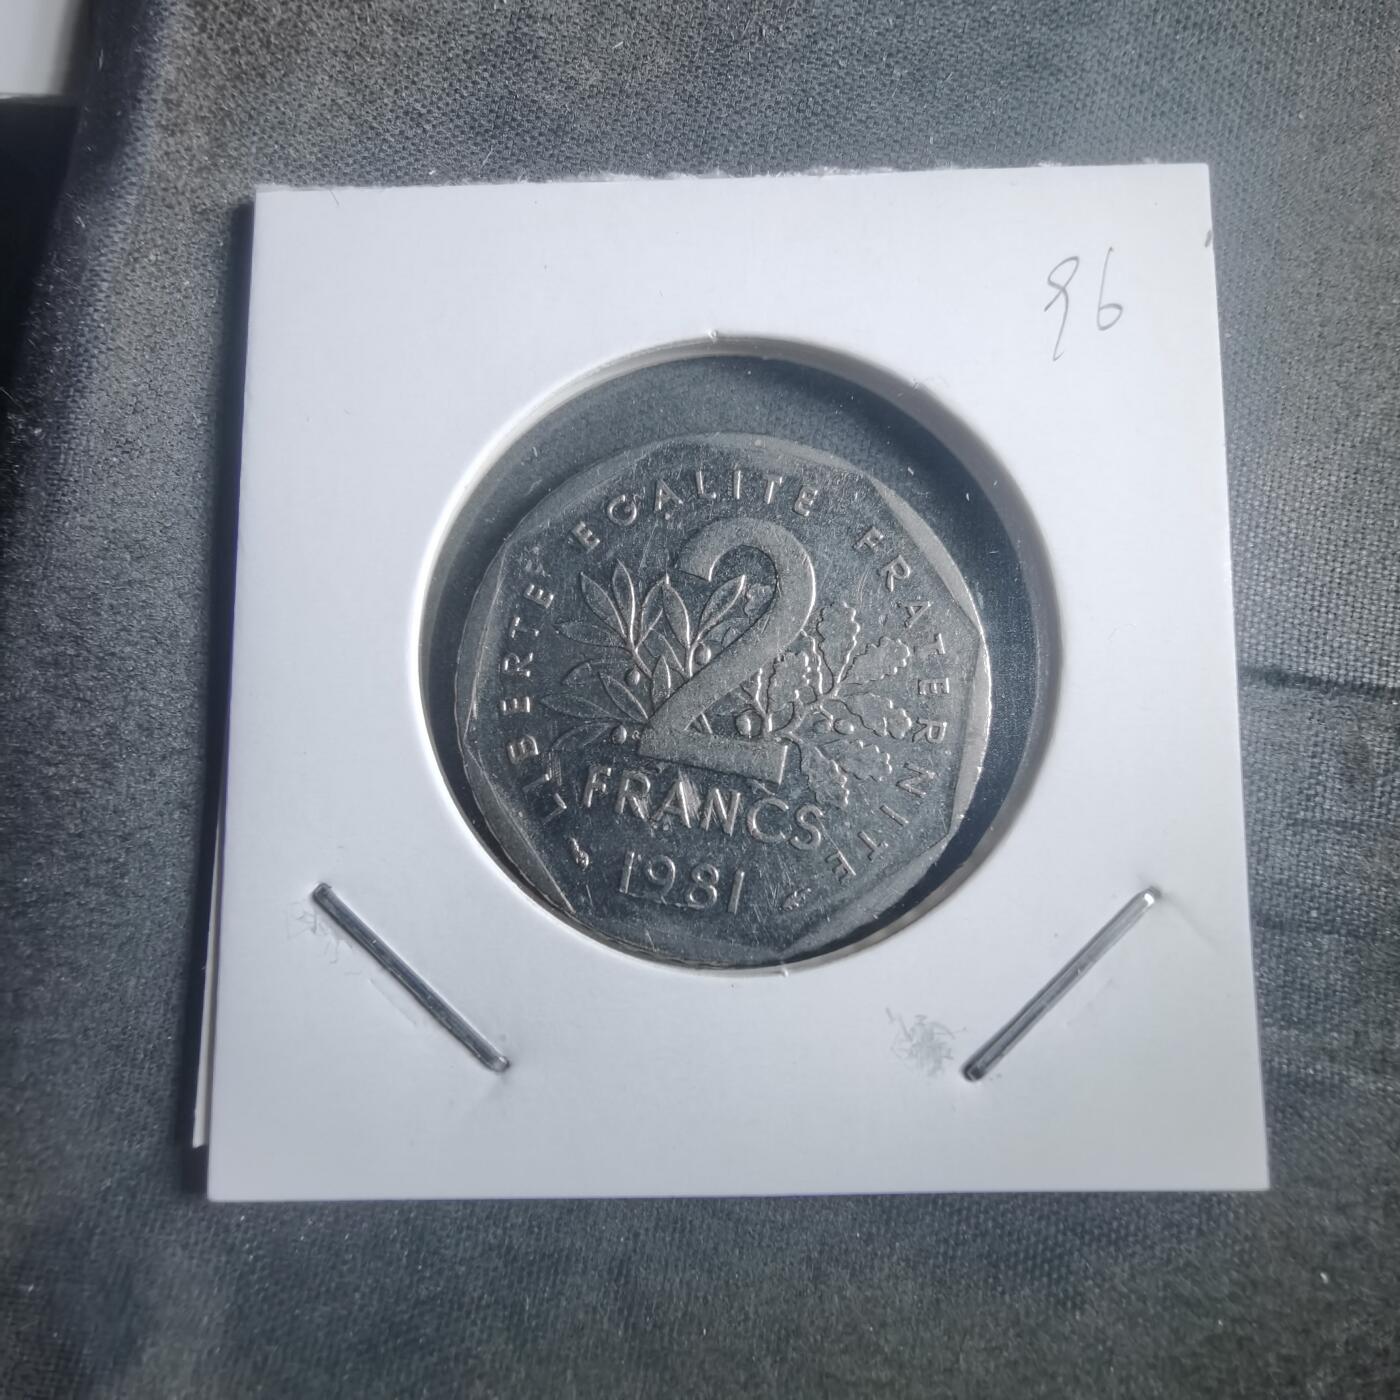 96
LIBERTE EGALITE FRATERNITE
2
FRANCS
1981